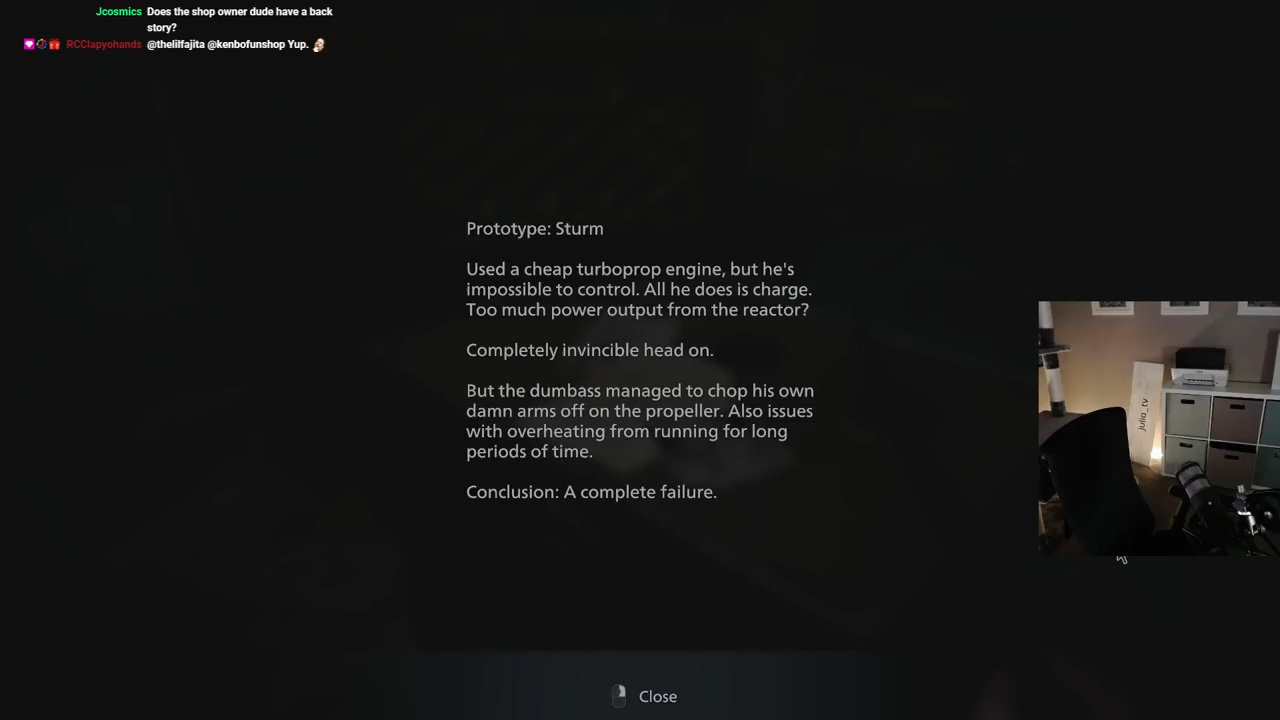 Jcosmics Does the shop owner dude have a back
story?
RCClapyohands @thelilfajita @kenbofunshop Yup.
Prototype: Sturm
Used a cheap turboprop engine, but he's
impossible to control. All he does is charge.
Too much power output from the reactor?
Completely invincible head on.
But the dumbass managed to chop his own
damn arms off on the propeller. Also issues
with overheating from running for long
periods of time.
Conclusion: A complete failure.
julia_tv
Close